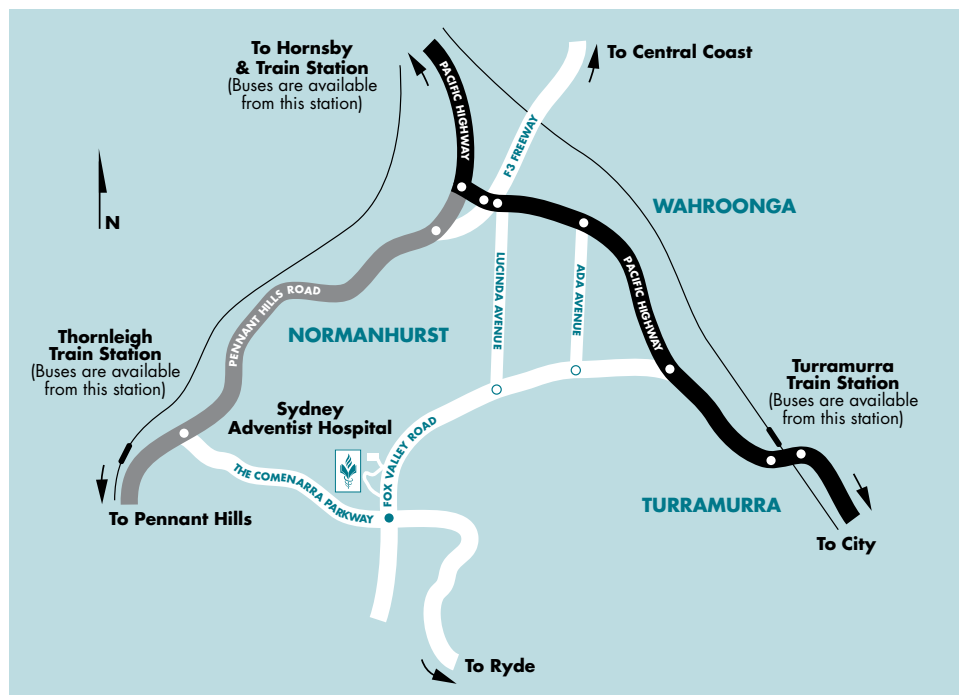 To Hornsby
& Train Station
(Buses are available
from this station)
To Central Coast
PACIFIC HIGHWAY
F3 FREEWAY
N
WAHROONGA
LUCINDA AVENUE
ADA AVENUE
PACIFIC HIGHWAY
PENNANT HILLS ROAD
NORMANHURST
Thornleigh
Train Station
(Buses are available
from this station)
Turramurra
Train Station
(Buses are available
from this station)
Sydney
Adventist Hospital
FOX VALLEY ROAD
THE COMENARRA PARKWAY
To Pennant Hills
TURRAMURRA
To City
To Ryde